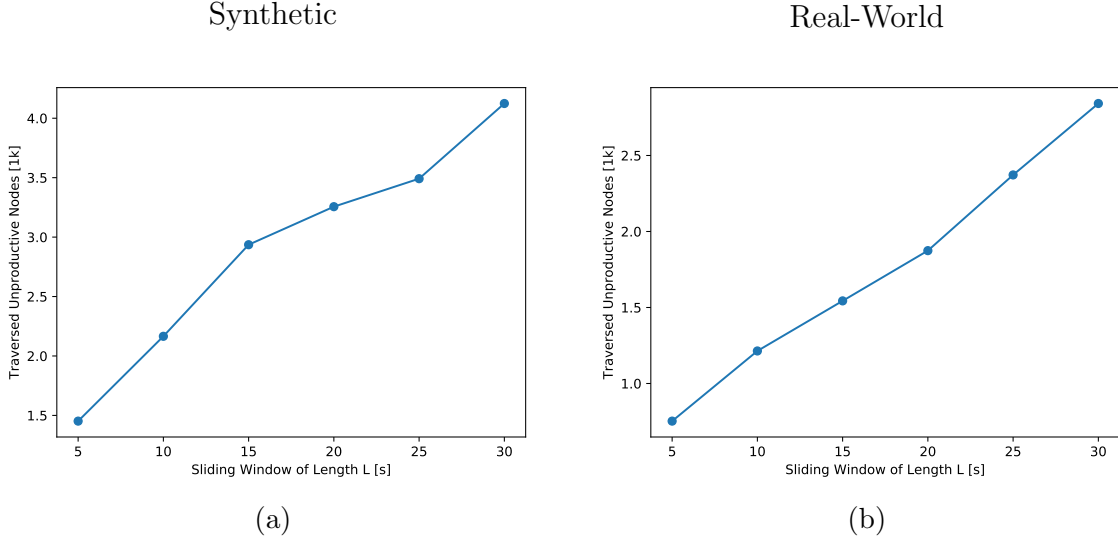 Synthetic
Real-World
Traversed Unproductive Nodes [1k]
4.0
3.5
3.0
2.5
2.0
1.5
5 10 15 20 25 30
Sliding Window of Length L [s]
(a)
Traversed Unproductive Nodes [1k]
2.5
2.0
1.5
1.0
5 10 15 20 25 30
Sliding Window of Length L [s]
(b)